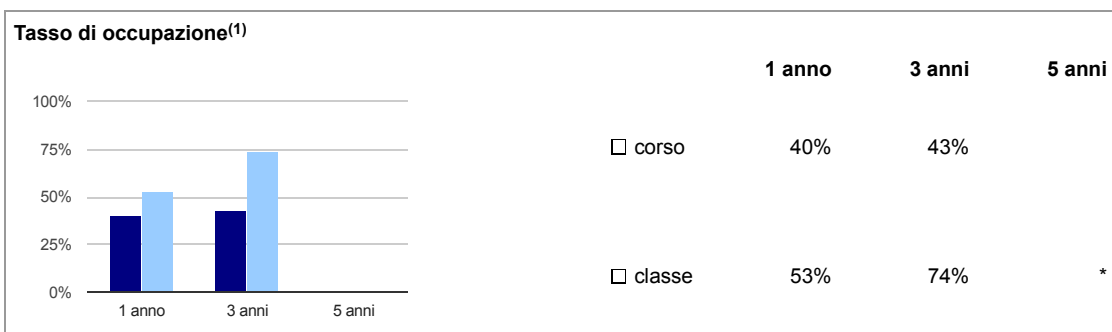 Tasso di occupazione(1)
1 anno 3 anni 5 anni
100%
75%
50%
25%
0%
1 anno 3 anni 5 anni
corso 40% 43%
classe 53% 74% *